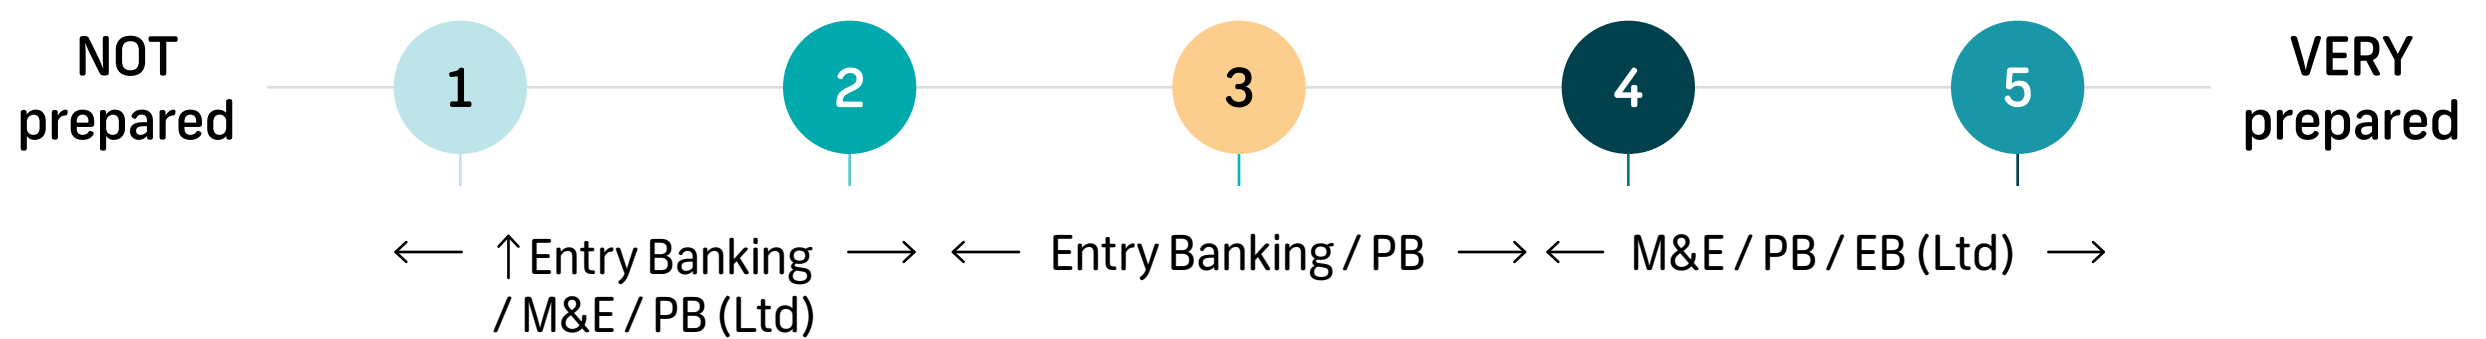 NOT
prepared
1
2
3
4
5
VERY
prepared
← ↑ Entry Banking →
/ M&E / PB (Ltd)
← Entry Banking / PB →
← M&E / PB / EB (Ltd) →